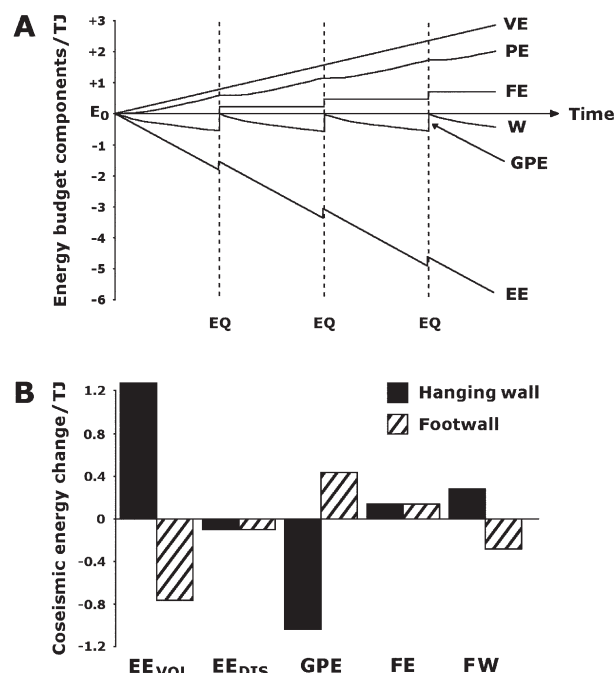 A
Energy budget components/TJ
+3
+2
+1
E0
-1
-2
-3
-4
-5
-6
VE
PE
FE
Time
W
GPE
EE
EQ EQ EQ
B
Coseismic energy change/TJ
1.2
0.8
0.4
0
-0.4
-0.8
-1.2
Hanging wall
Footwall
EEVOL EEDIS GPE FE FW